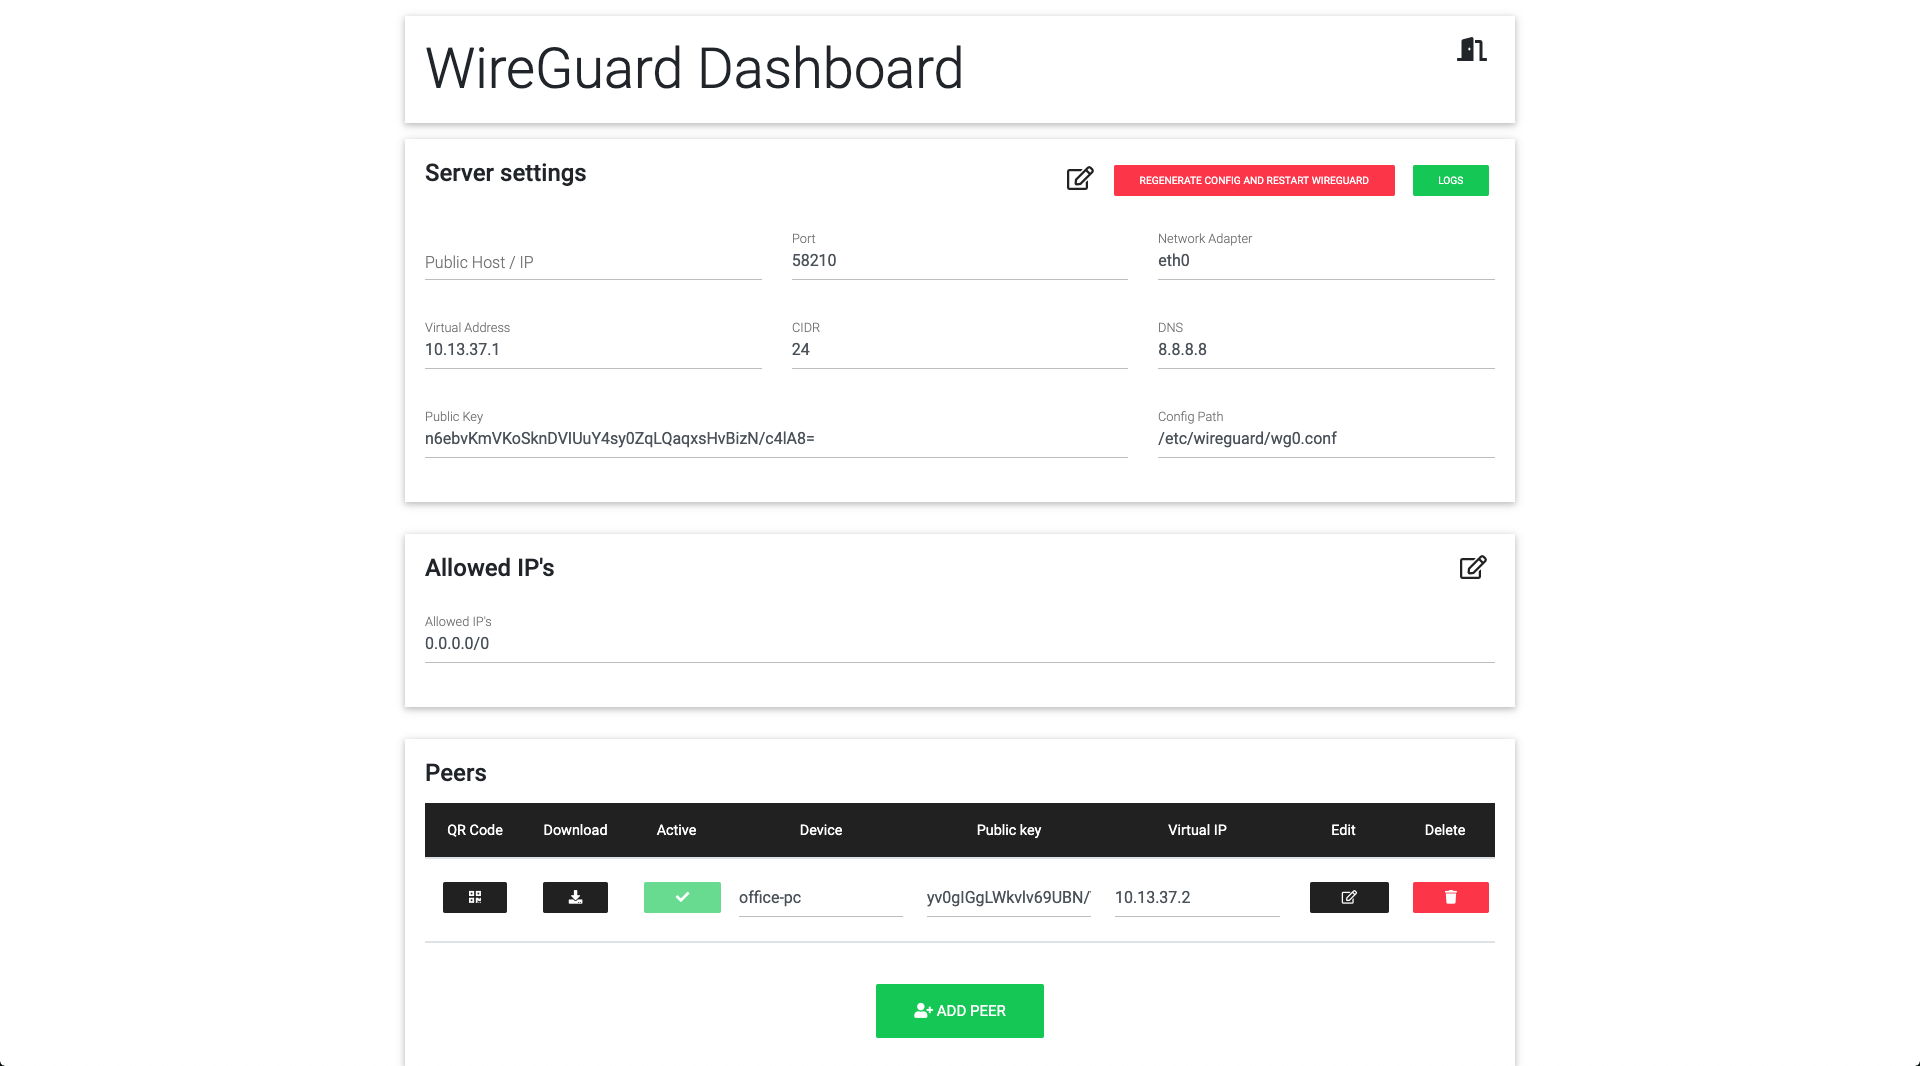 WireGuard Dashboard
Server settings
REGENERATE CONFIG AND RESTART WIREGUARD
LOGS
Public Host / IP
Port
58210
Network Adapter
eth0
Virtual Address
10.13.37.1
CIDR
24
DNS
8.8.8.8
Public Key
n6ebvKmVKoSknDVIUuY4sy0ZqLQaqxsHvBizN/c4lA8=
Config Path
/etc/wireguard/wg0.conf
Allowed IP's
Allowed IP's
0.0.0.0/0
Peers
QR Code Download Active Device Public key Virtual IP Edit Delete
office-pc yv0gIGgLWkvlv69UBN/ 10.13.37.2
ADD PEER